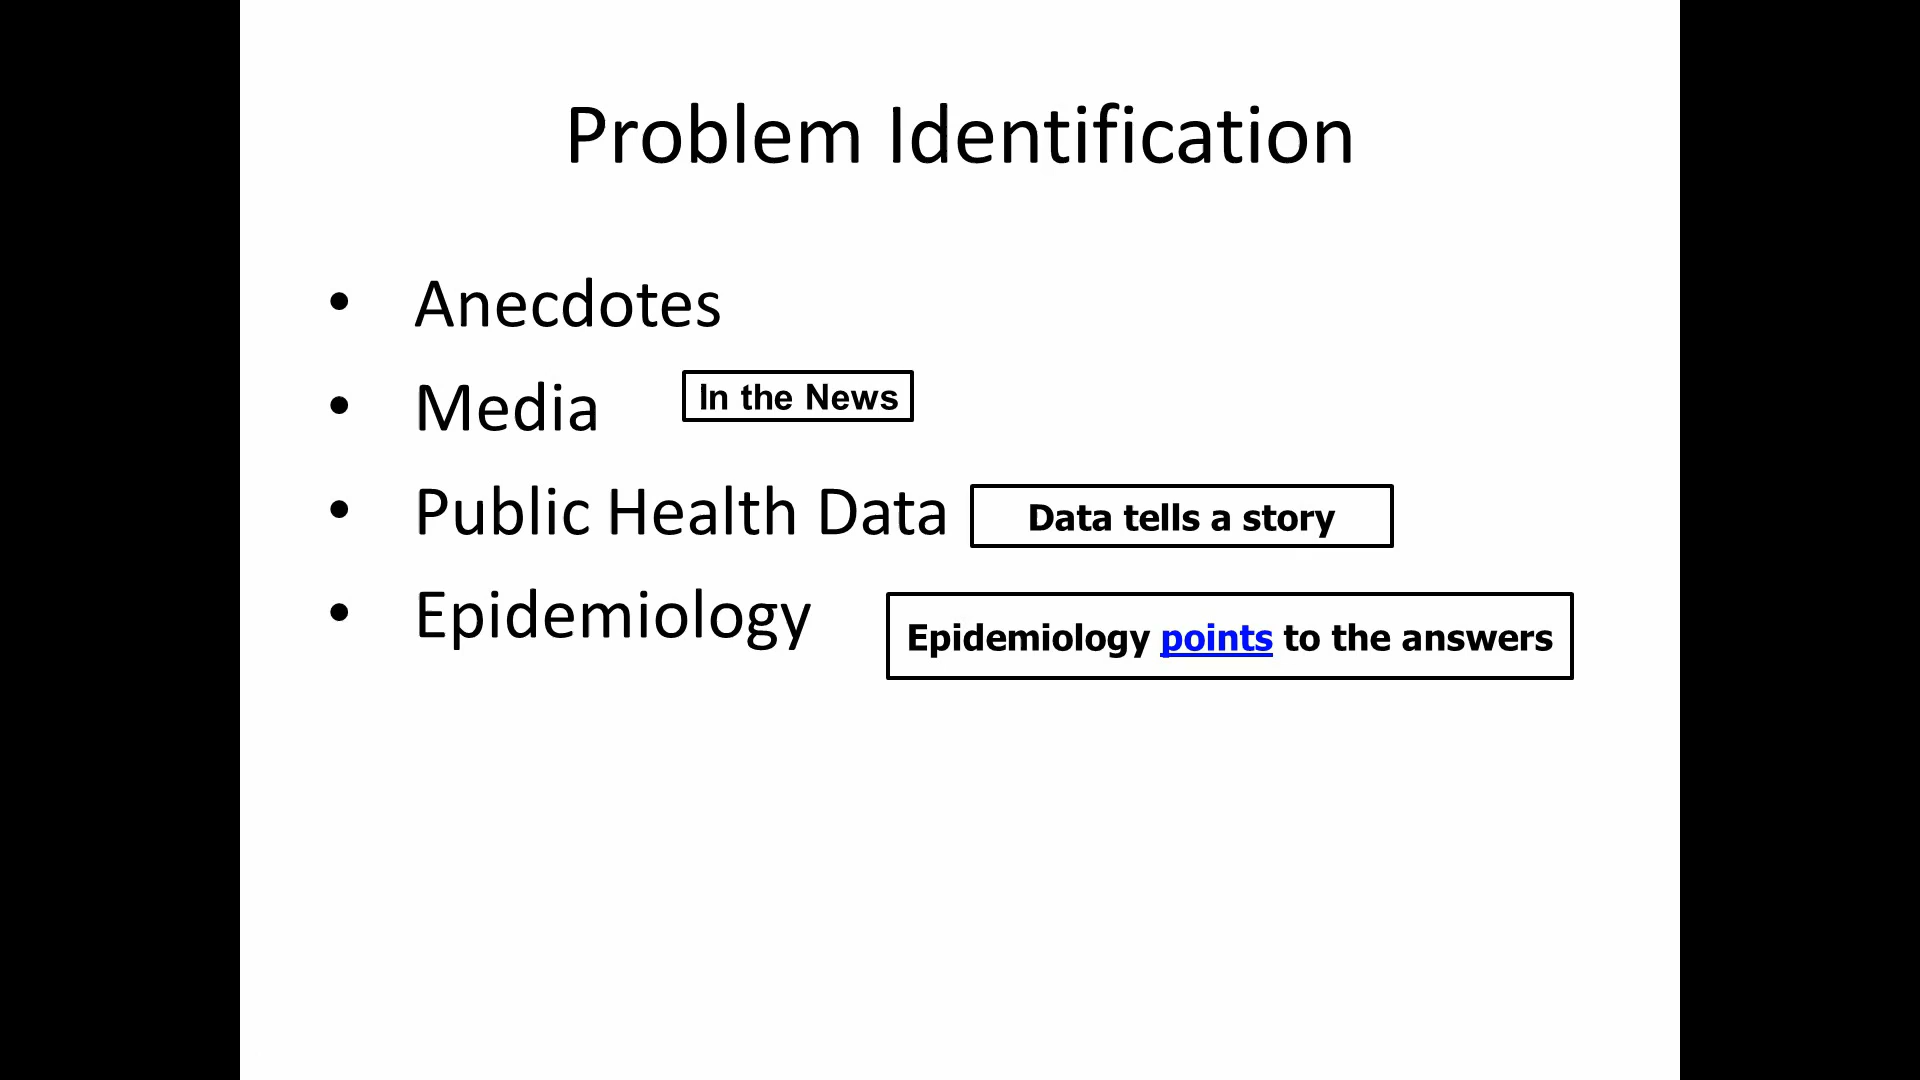 Problem Identification
• Anecdotes
• Media
In the News
• Public Health Data
Data tells a story
• Epidemiology
Epidemiology points to the answers